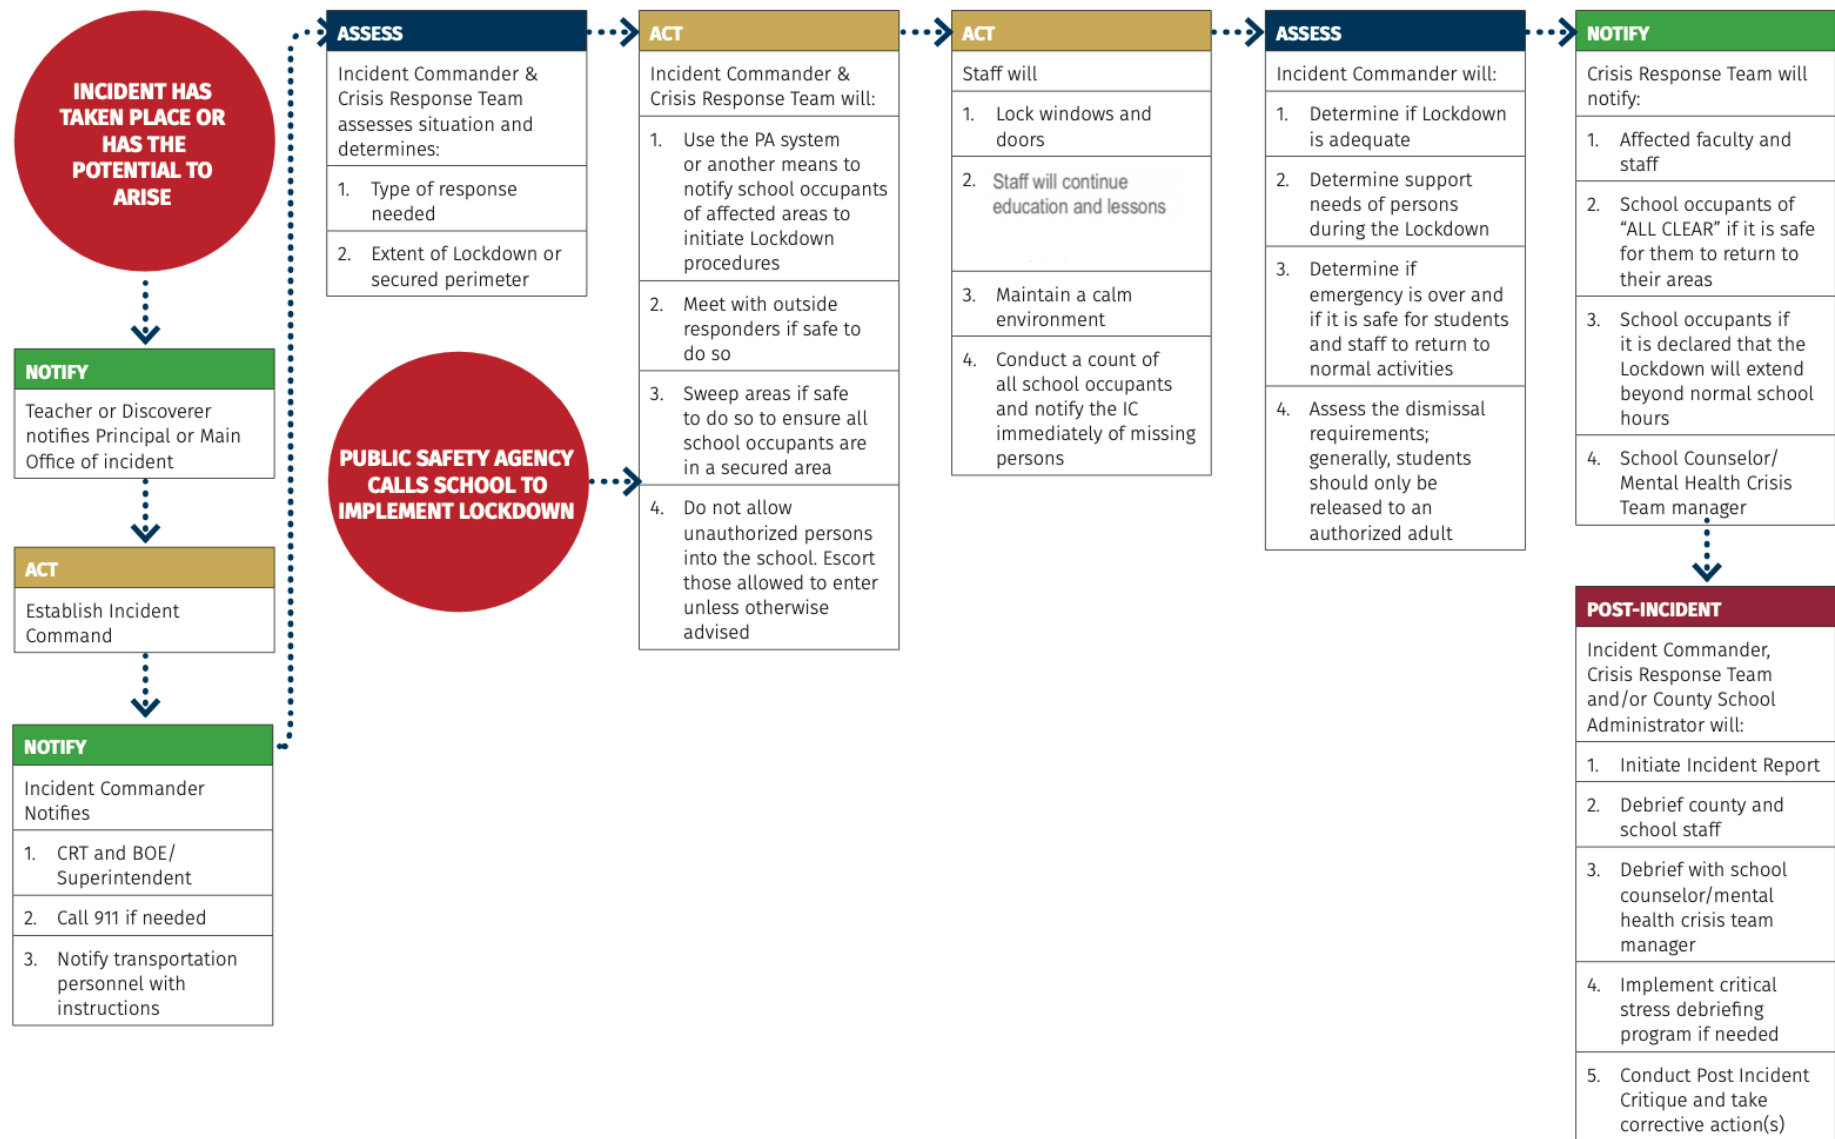 INCIDENT HAS
TAKEN PLACE OR
HAS THE
POTENTIAL TO
ARISE
NOTIFY
Teacher or Discoverer
notifies Principal or Main
Office of incident
ACT
Establish Incident
Command
NOTIFY
Incident Commander
Notifies
1. CRT and BOE/
Superintendent
2. Call 911 if needed
3. Notify transportation
personnel with
instructions
ASSESS
Incident Commander &
Crisis Response Team
assesses situation and
determines:
1. Type of response
needed
2. Extent of Lockdown or
secured perimeter
PUBLIC SAFETY AGENCY
CALLS SCHOOL TO
IMPLEMENT LOCKDOWN
ACT
Incident Commander &
Crisis Response Team will:
1. Use the PA system
or another means to
notify school occupants
of affected areas to
initiate Lockdown
procedures
2. Meet with outside
responders if safe to
do so
3. Sweep areas if safe
to do so to ensure all
school occupants are
in a secured area
4. Do not allow
unauthorized persons
into the school. Escort
those allowed to enter
unless otherwise
advised
ACT
Staff will
1. Lock windows and
doors
2. Staff will continue
education and lessons
3. Maintain a calm
environment
4. Conduct a count of
all school occupants
and notify the IC
immediately of missing
persons
ASSESS
Incident Commander will:
1. Determine if Lockdown
is adequate
2. Determine support
needs of persons
during the Lockdown
3. Determine if
emergency is over and
if it is safe for students
and staff to return to
normal activities
4. Assess the dismissal
requirements;
generally, students
should only be
released to an
authorized adult
NOTIFY
Crisis Response Team will
notify:
1. Affected faculty and
staff
2. School occupants of
“ALL CLEAR” if it is safe
for them to return to
their areas
3. School occupants if
it is declared that the
Lockdown will extend
beyond normal school
hours
4. School Counselor/
Mental Health Crisis
Team manager
POST-INCIDENT
Incident Commander,
Crisis Response Team
and/or County School
Administrator will:
1. Initiate Incident Report
2. Debrief county and
school staff
3. Debrief with school
counselor/mental
health crisis team
manager
4. Implement critical
stress debriefing
program if needed
5. Conduct Post Incident
Critique and take
corrective action(s)